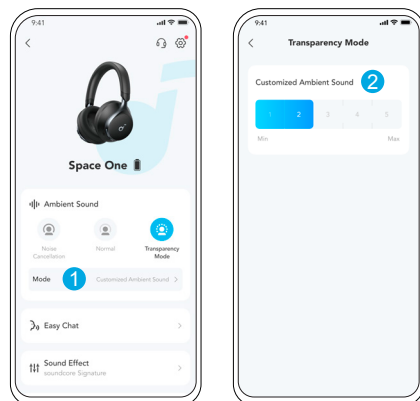 9:41
Space One
Ambient Sound
Noise
Cancellation
Normal
Transparency
Mode
Mode
1
Customized Ambient Sound
Easy Chat
Sound Effect
soundcore Signature
9:41
Transparency Mode
Customized Ambient Sound
2
1 2 3 4 5
Min Max